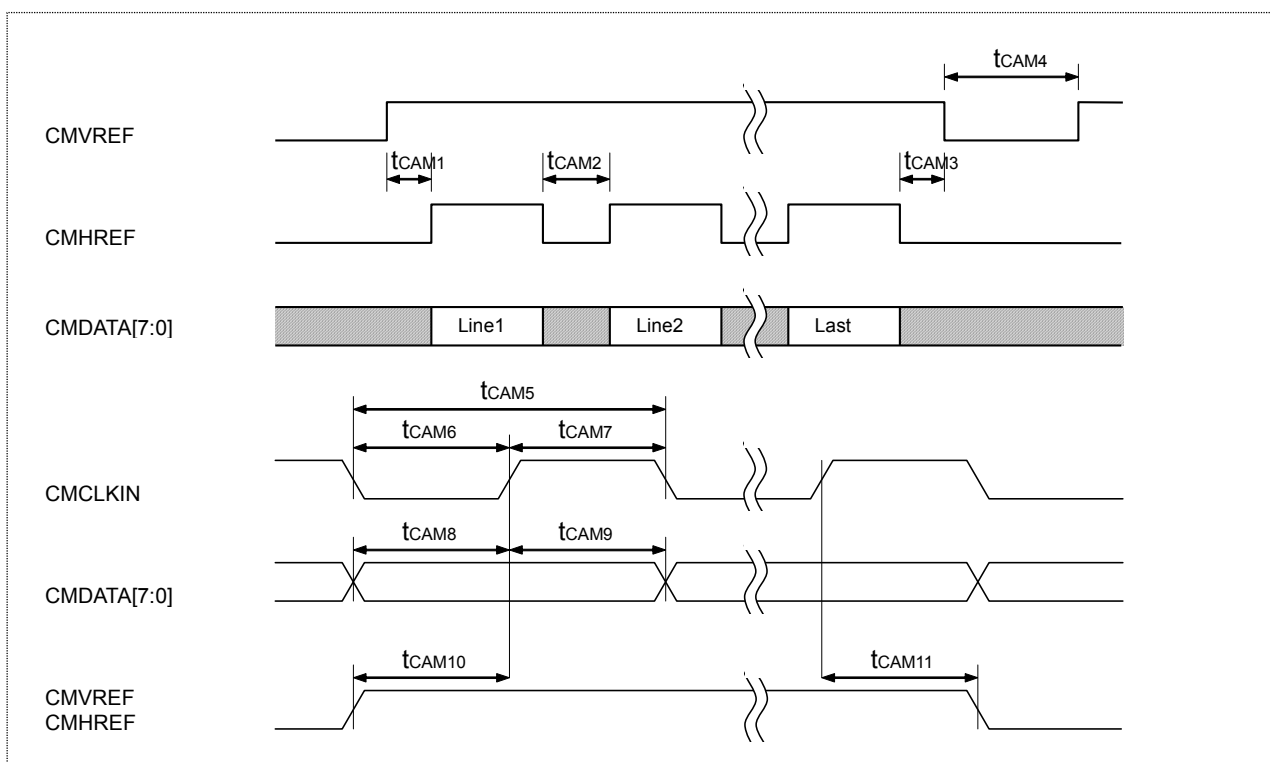 tCAM4
CMVREF
tCAM1 tCAM2 tCAM3
CMHREF
CMDATA[7:0] Line1 Line2 Last
tCAM5
tCAM6 tCAM7
CMCLKIN
tCAM8 tCAM9
CMDATA[7:0]
tCAM10 tCAM11
CMVREF
CMHREF